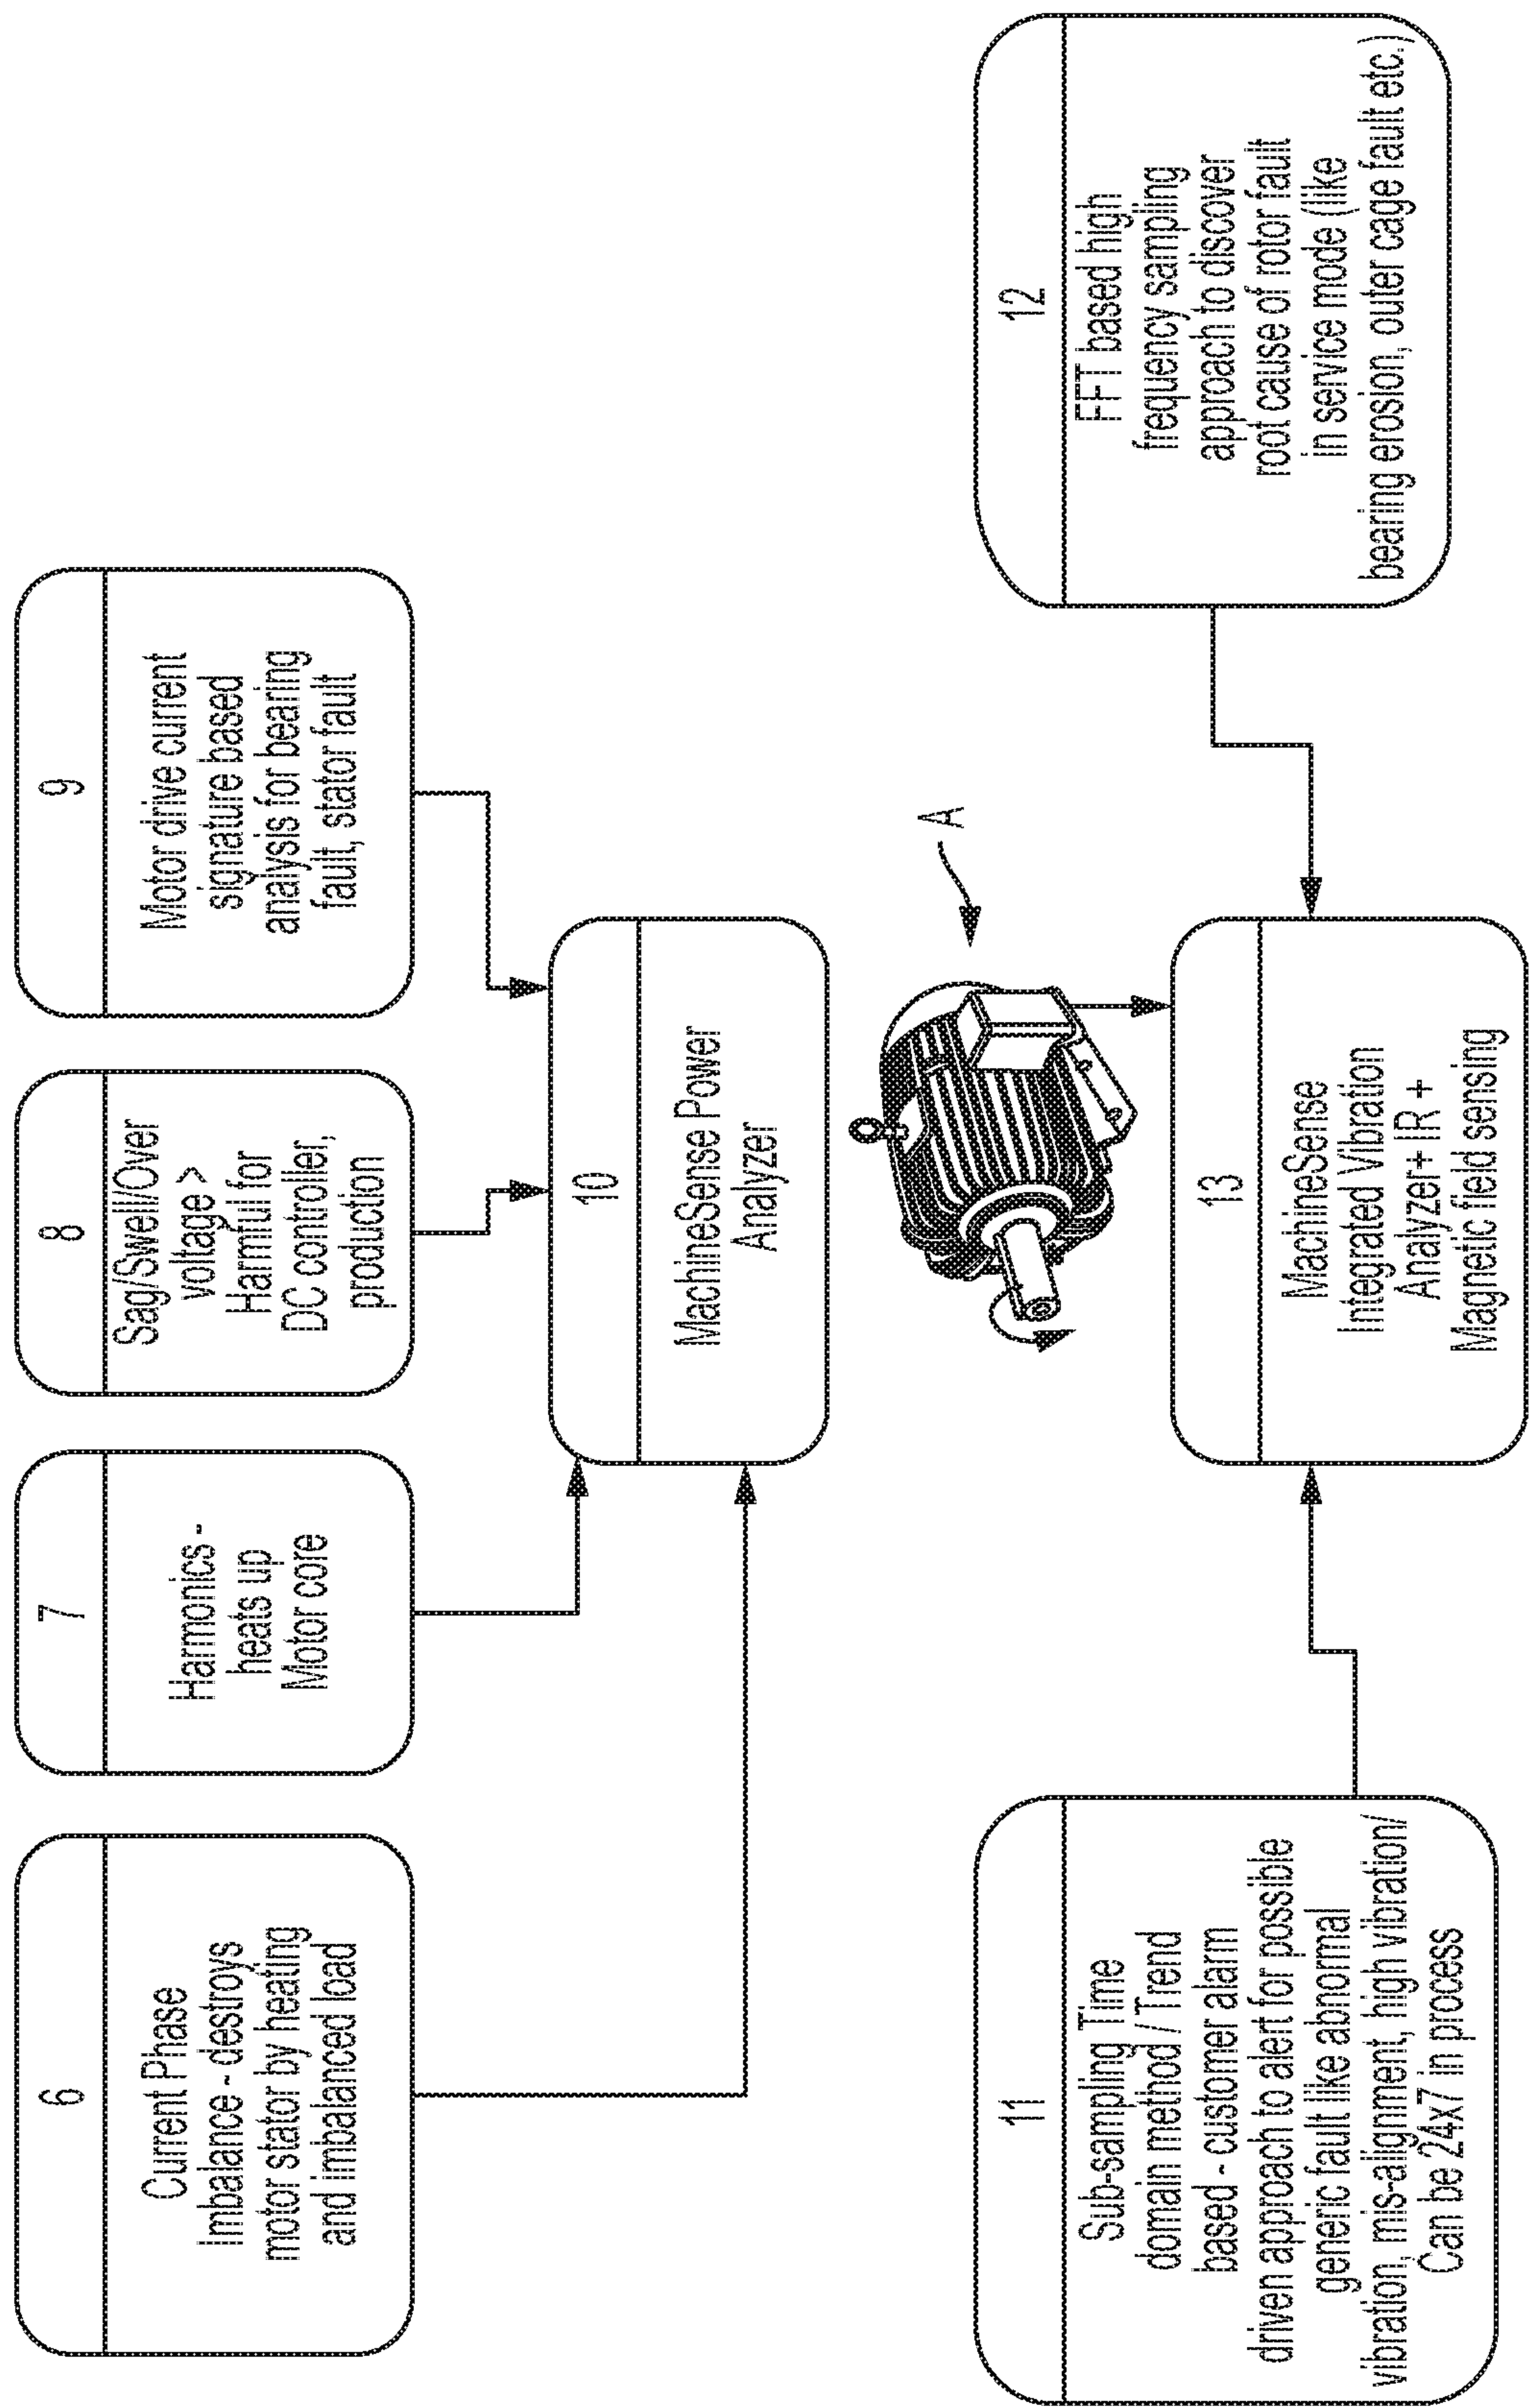 6
Current Phase
Imbalance - destroys
motor stator by heating
and imbalanced load
7
Harmonics -
heats up
Motor core
8
Sag/Swell/Over
voltage >
Harmful for
DC controller,
production
9
Motor drive current
signature based
analysis for bearing
fault, stator fault
10
MachineSense Power
Analyzer
A
11
Sub-sampling Time
domain method / Trend
based - customer alarm
driven approach to alert for possible
generic fault like abnormal
vibration, mis-alignment, high vibration/
Can be 24x7 in process
13
MachineSense
Integrated Vibration
Analyzer+ IR +
Magnetic field sensing
12
FFT based high
frequency sampling
approach to discover
root cause of rotor fault
in service mode (like
bearing erosion, outer cage fault etc.)